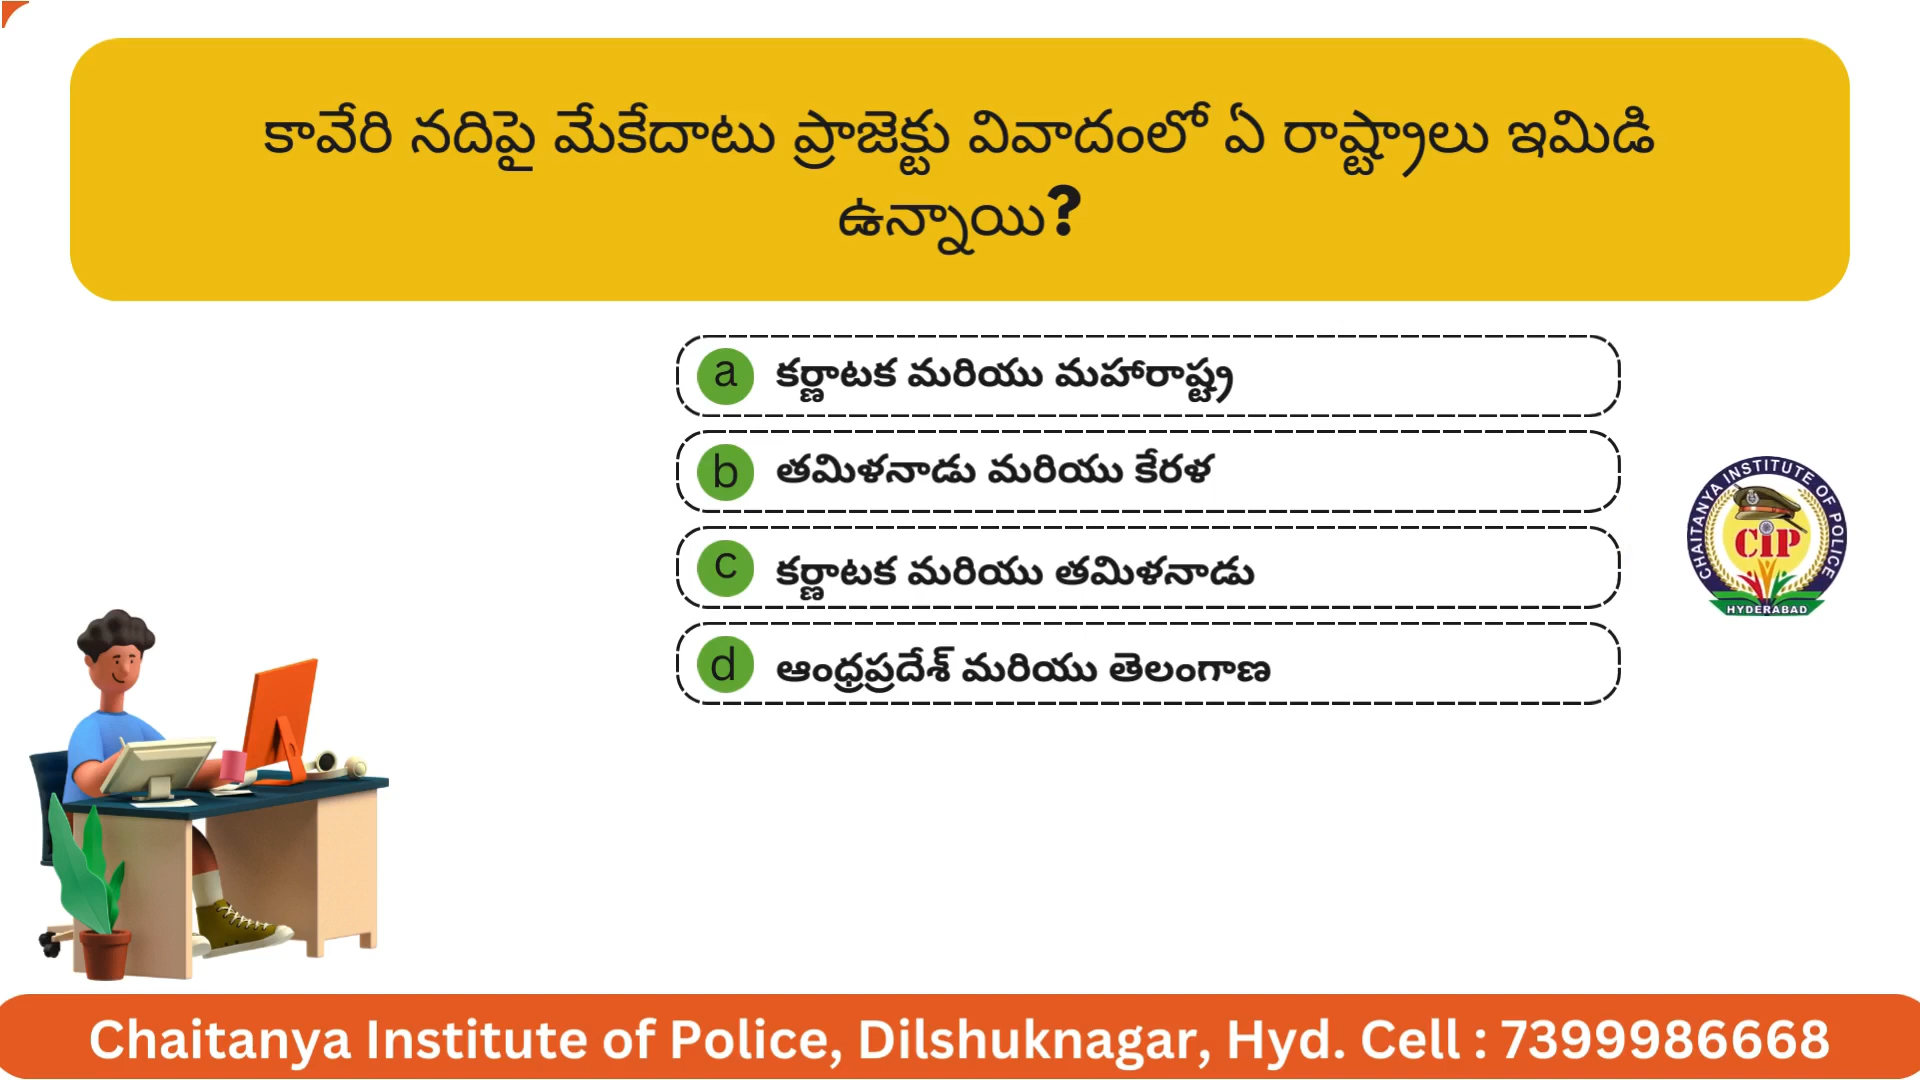 కావేరి నదిపై మేకేదాటు ప్రాజెక్టు వివాదంలో ఏ రాష్ట్రాలు ఇమిడి
ఉన్నాయి?
a కర్ణాటక మరియు మహారాష్ట్ర
b తమిళనాడు మరియు కేరళ
c కర్ణాటక మరియు తమిళనాడు
d ఆంధ్రప్రదేశ్ మరియు తెలంగాణ
CHAITANYA INSTITUTE OF POLICE
CIP
HYDERABAD
Chaitanya Institute of Police, Dilshuknagar, Hyd. Cell : 7399986668